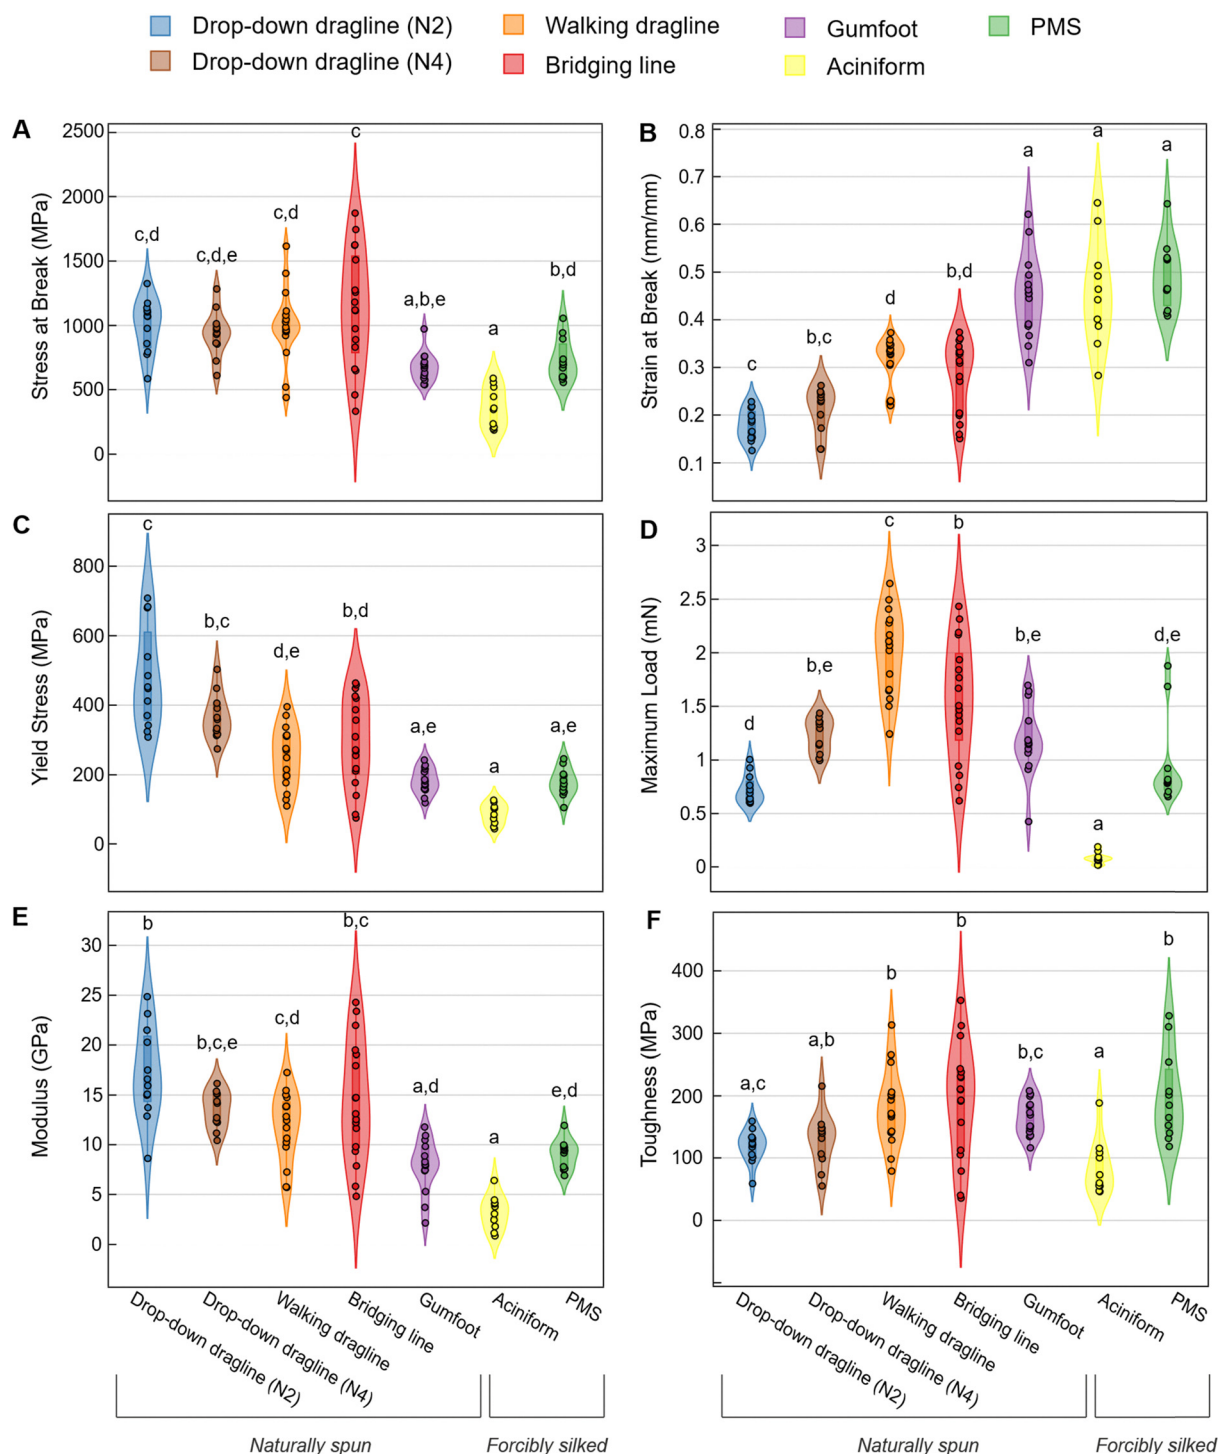 Drop-down dragline (N2)
Walking dragline
Gumfoot
PMS
Drop-down dragline (N4)
Bridging line
Aciniform
A
Stress at Break (MPa)
2500
2000
1500
1000
500
0
c,d
c,d,e
c,d
c
a,b,e
a
b,d
B
Strain at Break (mm/mm)
0.8
0.7
0.6
0.5
0.4
0.3
0.2
0.1
c
b,c
d
b,d
a
a
a
C
Yield Stress (MPa)
800
600
400
200
0
c
b,c
d,e
b,d
a,e
a
a,e
D
Maximum Load (mN)
3
2.5
2
1.5
1
0.5
0
d
b,e
c
b
b,e
a
d,e
E
Modulus (GPa)
30
25
20
15
10
5
0
b
b,c,e
c,d
b,c
a,d
a
e,d
Drop-down dragline (N2)
Drop-down dragline (N4)
Walking dragline
Bridging line
Gumfoot
Aciniform
PMS
Naturally spun
Forcibly silked
F
Toughness (MPa)
400
300
200
100
0
a,c
a,b
b
b
b,c
a
b
Drop-down dragline (N2)
Drop-down dragline (N4)
Walking dragline
Bridging line
Gumfoot
Aciniform
PMS
Naturally spun
Forcibly silked